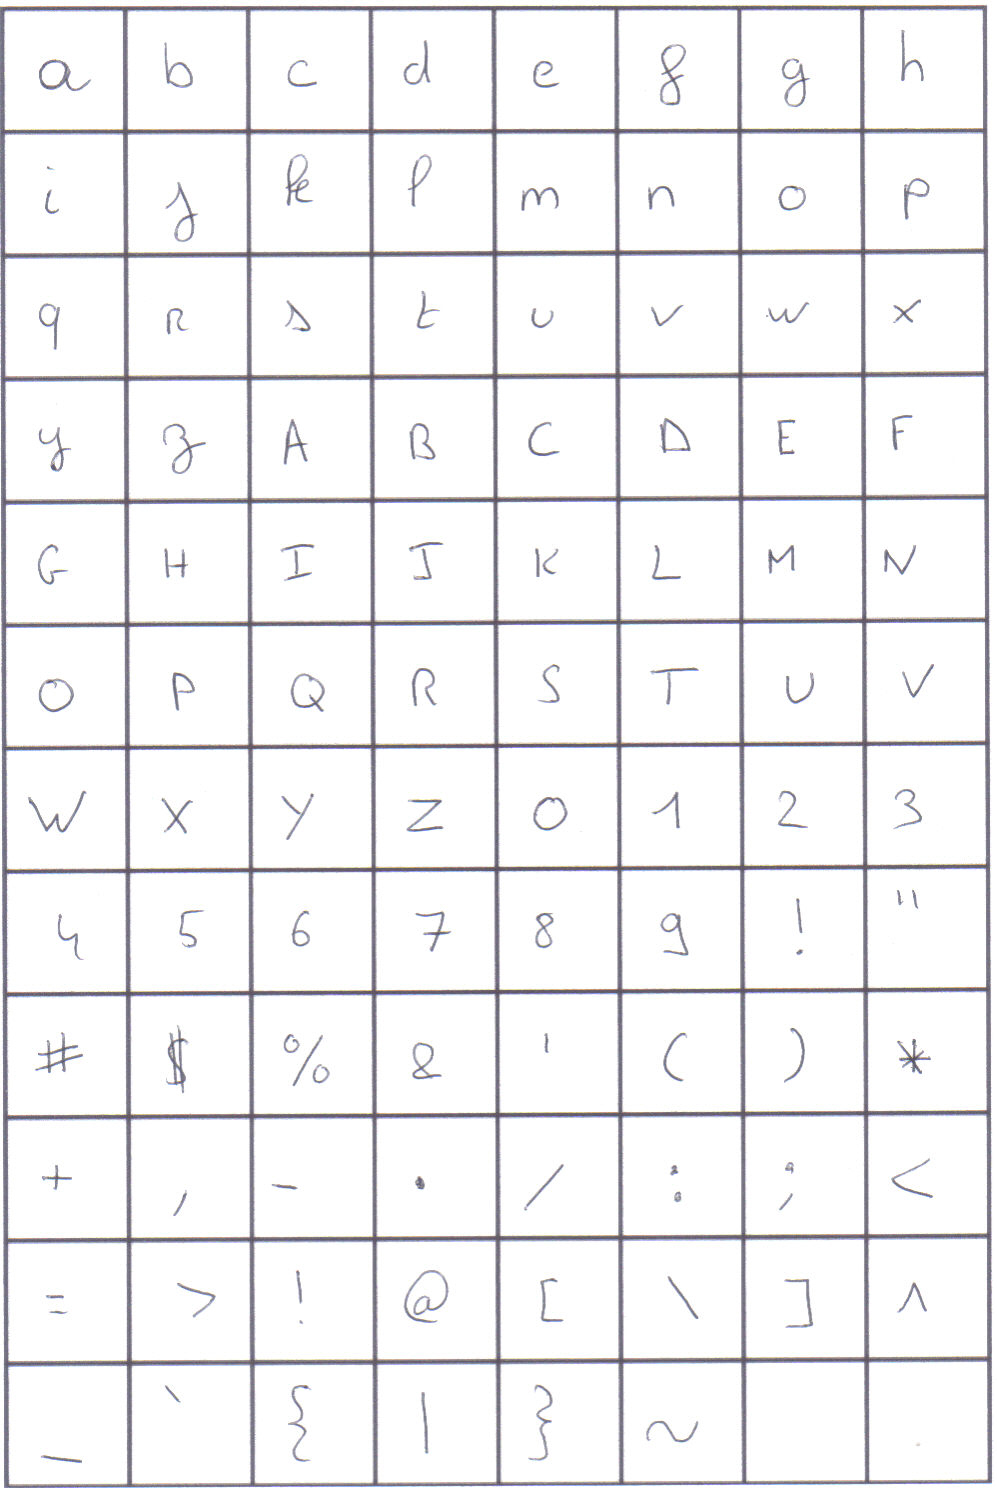 a b c d e f g h
i j k l m n o p
q r s t u v w x
y z A B C D E F
G H I J K L M N
O P Q R S T U V
W X Y Z 0 1 2 3
4 5 6 7 8 9 ! "
# $ % & ' ( ) *
+ , - . / : ; <
= > ! @ [ \ ] ^
_ ` { | } ~